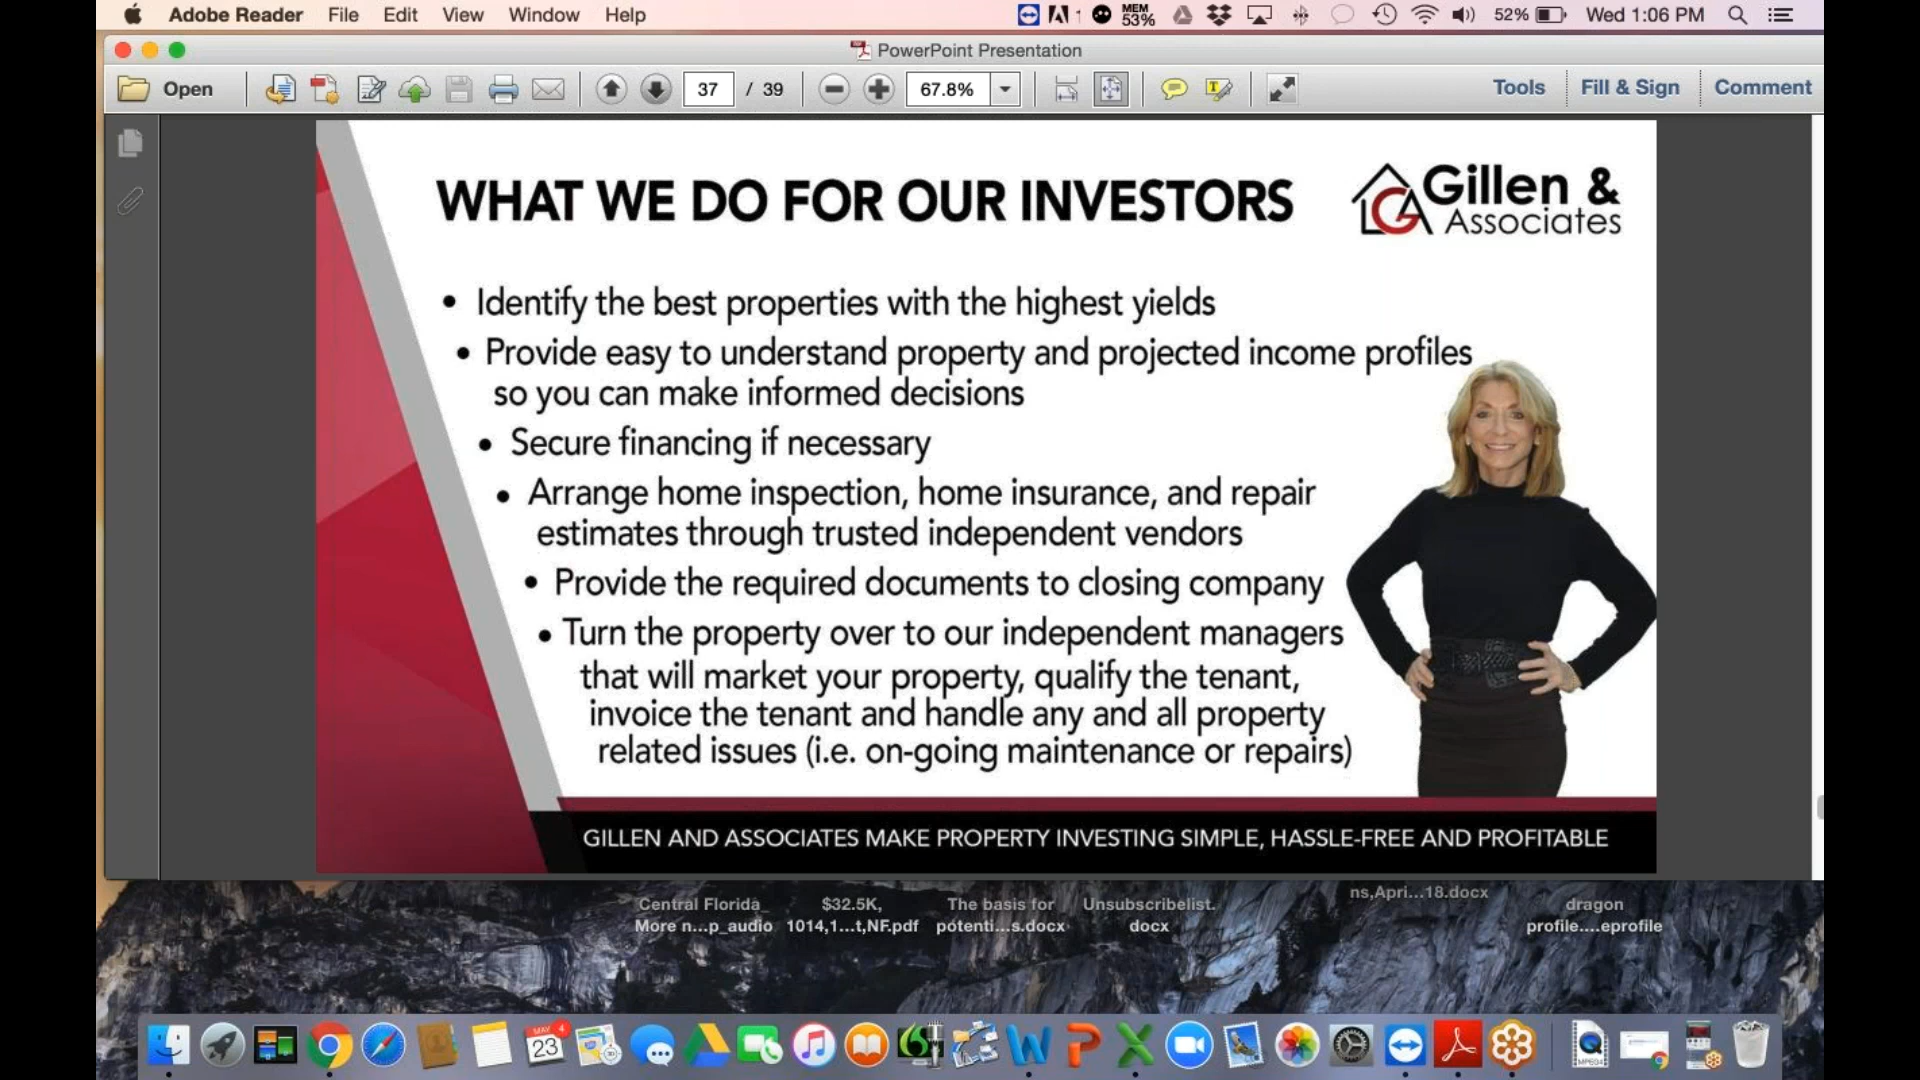 Adobe Reader File Edit View Window Help
1 MEM 53% 52% Wed 1:06 PM
PowerPoint Presentation
Open 37 / 39 67.8% Tools Fill & Sign Comment
WHAT WE DO FOR OUR INVESTORS
Gillen &
Associates
• Identify the best properties with the highest yields
• Provide easy to understand property and projected income profiles
so you can make informed decisions
• Secure financing if necessary
• Arrange home inspection, home insurance, and repair
estimates through trusted independent vendors
• Provide the required documents to closing company
• Turn the property over to our independent managers
that will market your property, qualify the tenant,
invoice the tenant and handle any and all property
related issues (i.e. on-going maintenance or repairs)
GILLEN AND ASSOCIATES MAKE PROPERTY INVESTING SIMPLE, HASSLE-FREE AND PROFITABLE
Central Florida
More n...p_audio
$32.5K,
1014,1...t,NF.pdf
The basis for
potenti...s.docx
Unsubscribelist.
docx
ns,Apri...18.docx
dragon
profile....eprofile
MAY 4
23